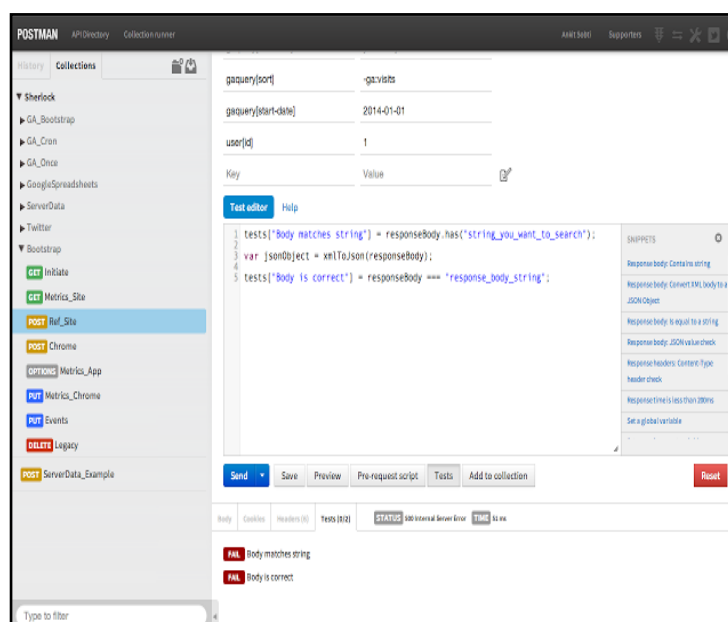 POSTMAN API Directory Collection runner Ankit Sobti Supporters
History Collections
Sherlock
GA_Bootstrap
GA_Cron
GA_Once
GoogleSpreadsheets
ServerData
Twitter
Bootstrap
GET Initiate
GET Metrics_Site
POST Ref_Site
POST Chrome
OPTIONS Metrics_App
PUT Metrics_Chrome
PUT Events
DELETE Legacy
POST ServerData_Example
Type to filter
gaquery[sort] -ga:visits
gaquery[start-date] 2014-01-01
user[id] 1
Key Value
Test editor Help
1 tests["Body matches string"] = responseBody.has("string_you_want_to_search");
2
3 var jsonObject = xmlToJson(responseBody);
4
5 tests["Body is correct"] = responseBody === "response_body_string";
SNIPPETS
Response body: Contains string
Response body: Convert XML body to a
JSON Object
Response body: Is equal to a string
Response body: JSON value check
Response headers: Content-Type
header check
Response time is less than 200ms
Set a global variable
Send Save Preview Pre-request script Tests Add to collection Reset
Body Cookies Headers (6) Tests (0/2) STATUS 500 Internal Server Error TIME 51 ms
FAIL Body matches string
FAIL Body is correct